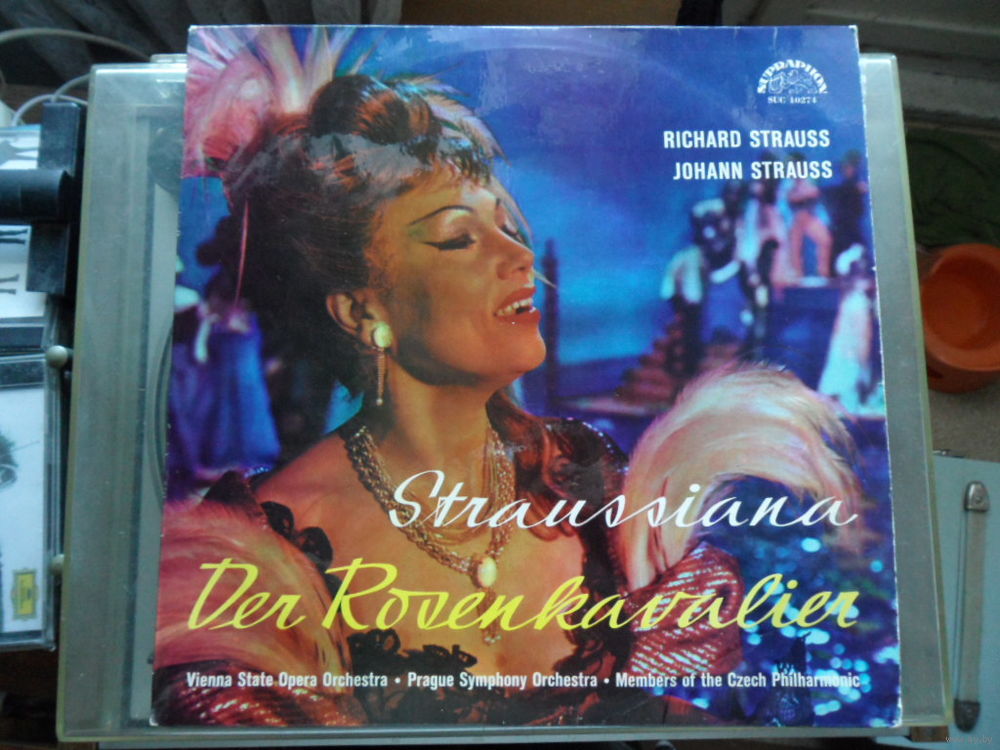 SUPRAPHON
SUC 10274
RICHARD STRAUSS
JOHANN STRAUSS
Straussiana
Der Rosenkavalier
Vienna State Opera Orchestra • Prague Symphony Orchestra • Members of the Czech Philharmonic